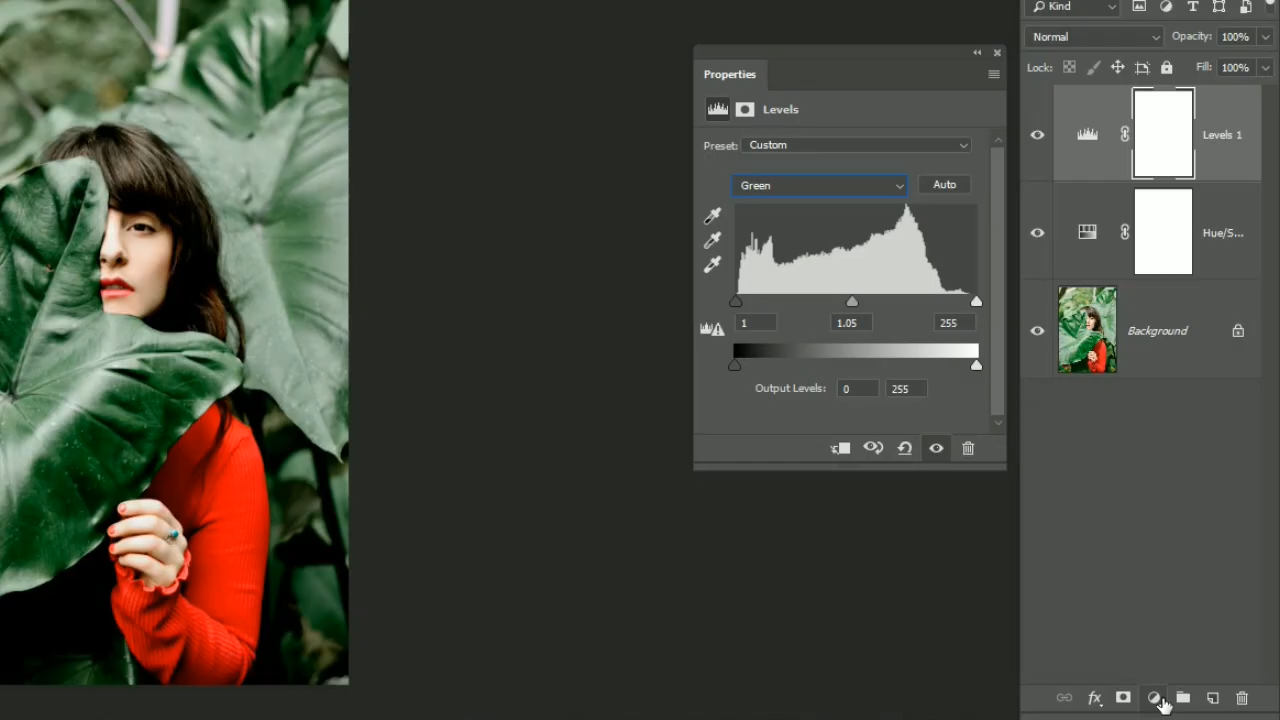 Kind
Normal
Opacity: 100%
Lock:
Fill: 100%
Properties
Levels
Preset: Custom
Green
Auto
1
1.05
255
Output Levels: 0 255
Levels 1
Hue/S...
Background
fx